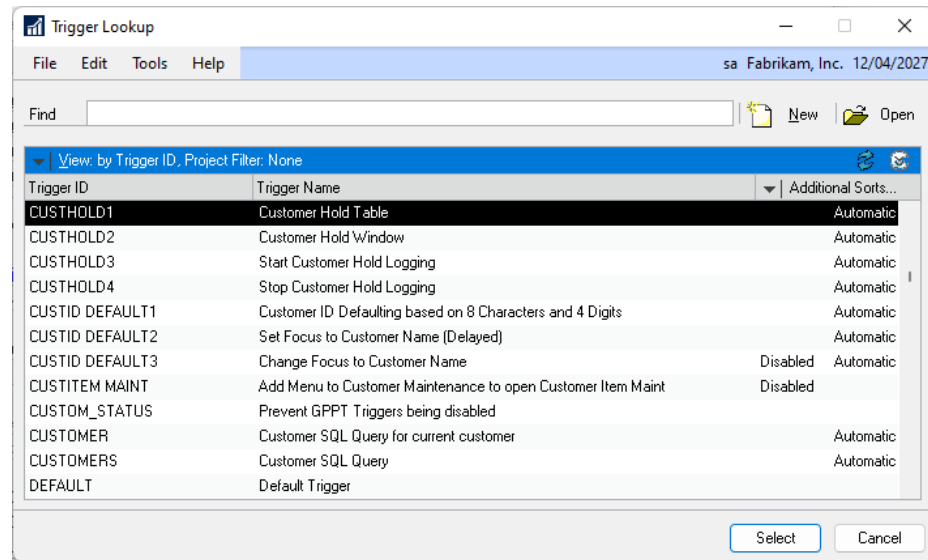 Trigger Lookup
File Edit Tools Help sa Fabrikam, Inc. 12/04/2027
Find New Open
View: by Trigger ID, Project Filter: None
Trigger ID Trigger Name Additional Sorts...
CUSTHOLD1 Customer Hold Table Automatic
CUSTHOLD2 Customer Hold Window Automatic
CUSTHOLD3 Start Customer Hold Logging Automatic
CUSTHOLD4 Stop Customer Hold Logging Automatic
CUSTID DEFAULT1 Customer ID Defaulting based on 8 Characters and 4 Digits Automatic
CUSTID DEFAULT2 Set Focus to Customer Name (Delayed) Automatic
CUSTID DEFAULT3 Change Focus to Customer Name Disabled Automatic
CUSTITEM MAINT Add Menu to Customer Maintenance to open Customer Item Maint Disabled
CUSTOM_STATUS Prevent GPPT Triggers being disabled
CUSTOMER Customer SQL Query for current customer Automatic
CUSTOMERS Customer SQL Query Automatic
DEFAULT Default Trigger
Select Cancel